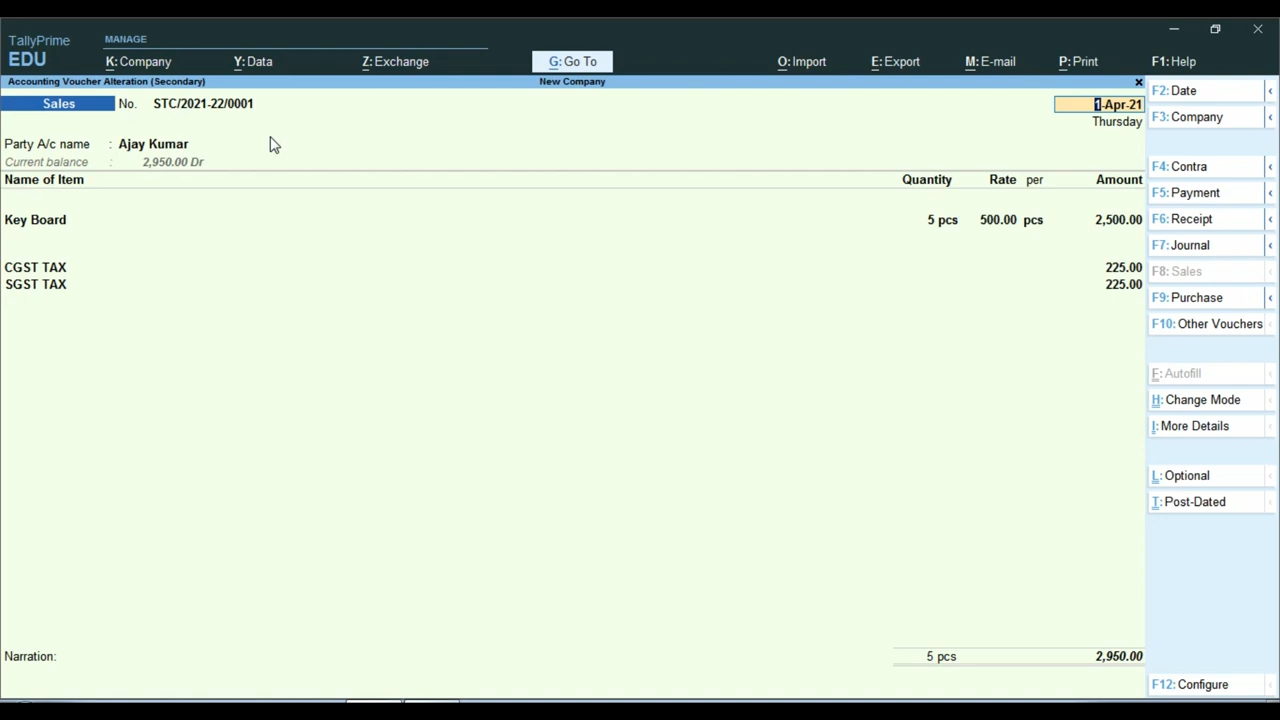 TallyPrime MANAGE
EDU K: Company Y: Data Z: Exchange G: Go To O: Import E: Export M: E-mail P: Print F1: Help
Accounting Voucher Alteration (Secondary) New Company ×
Sales No. STC/2021-22/0001 1-Apr-21
Thursday
Party A/c name : Ajay Kumar
Current balance : 2,950.00 Dr
Name of Item Quantity Rate per Amount
Key Board 5 pcs 500.00 pcs 2,500.00
CGST TAX 225.00
SGST TAX 225.00
Narration: 5 pcs 2,950.00
F2: Date
F3: Company
F4: Contra
F5: Payment
F6: Receipt
F7: Journal
F8: Sales
F9: Purchase
F10: Other Vouchers
F: Autofill
H: Change Mode
I: More Details
L: Optional
T: Post-Dated
F12: Configure